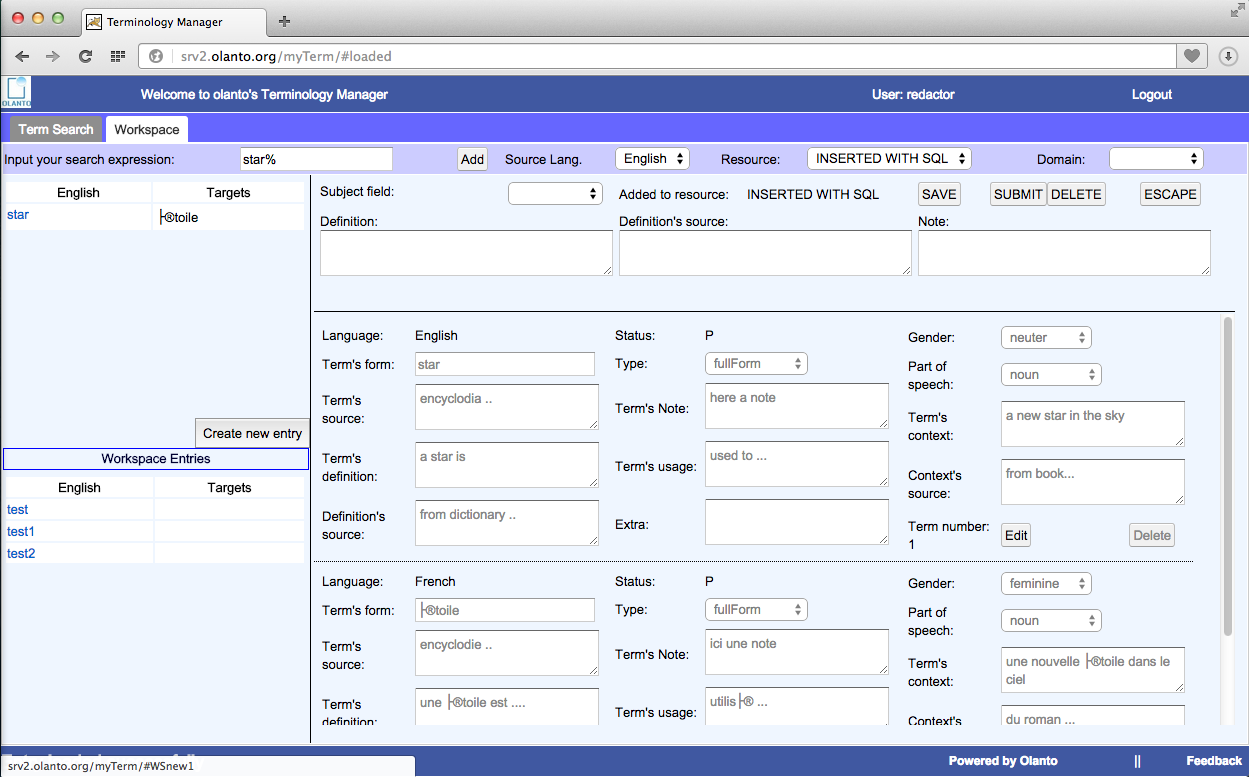 Terminology Manager
srv2.olanto.org/myTerm/#loaded
OLANTO
Welcome to olanto's Terminology Manager
User: redactor
Logout
Term Search
Workspace
Input your search expression:
star%
Add
Source Lang.
English
Resource:
INSERTED WITH SQL
Domain:
English
Targets
star
├®toile
Create new entry
Workspace Entries
English
Targets
test
test1
test2
Subject field:
Added to resource:
INSERTED WITH SQL
SAVE
SUBMIT
DELETE
ESCAPE
Definition:
Definition's source:
Note:
Language:
English
Status:
P
Gender:
neuter
Term's form:
star
Type:
fullForm
Part of
speech:
noun
Term's
source:
encyclodia ..
Term's Note:
here a note
Term's
context:
a new star in the sky
Term's
definition:
a star is
Term's usage:
used to ...
Context's
source:
from book...
Definition's
source:
from dictionary ..
Extra:
Term number:
1
Edit
Delete
Language:
French
Status:
P
Gender:
feminine
Term's form:
├®toile
Type:
fullForm
Part of
speech:
noun
Term's
source:
encyclodie ..
Term's Note:
ici une note
Term's
context:
une nouvelle ├®toile dans le
ciel
Term's
definition:
une ├®toile est ....
Term's usage:
utilis├® ...
Context's
du roman ...
srv2.olanto.org/myTerm/#WSnew1
Powered by Olanto
||
Feedback